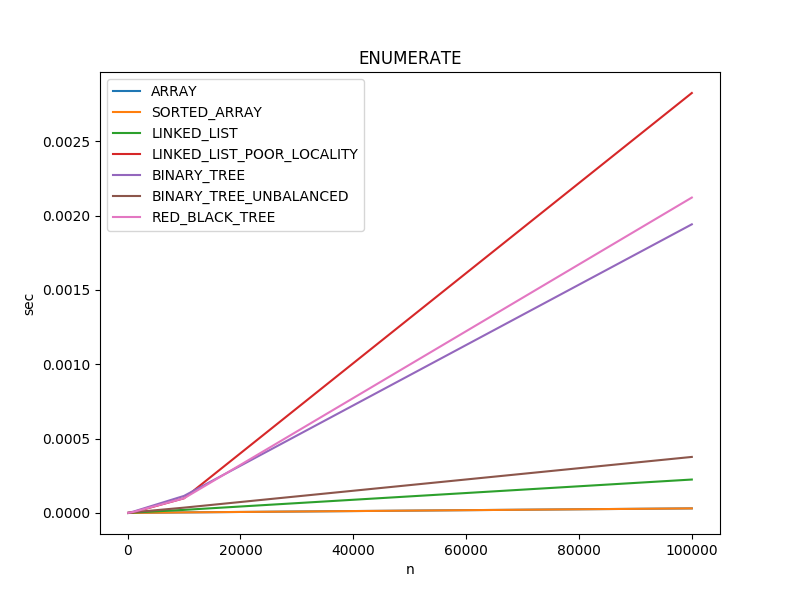 ENUMERATE
ARRAY
SORTED_ARRAY
LINKED_LIST
LINKED_LIST_POOR_LOCALITY
BINARY_TREE
BINARY_TREE_UNBALANCED
RED_BLACK_TREE
sec
0.0025
0.0020
0.0015
0.0010
0.0005
0.0000
0 20000 40000 60000 80000 100000
n